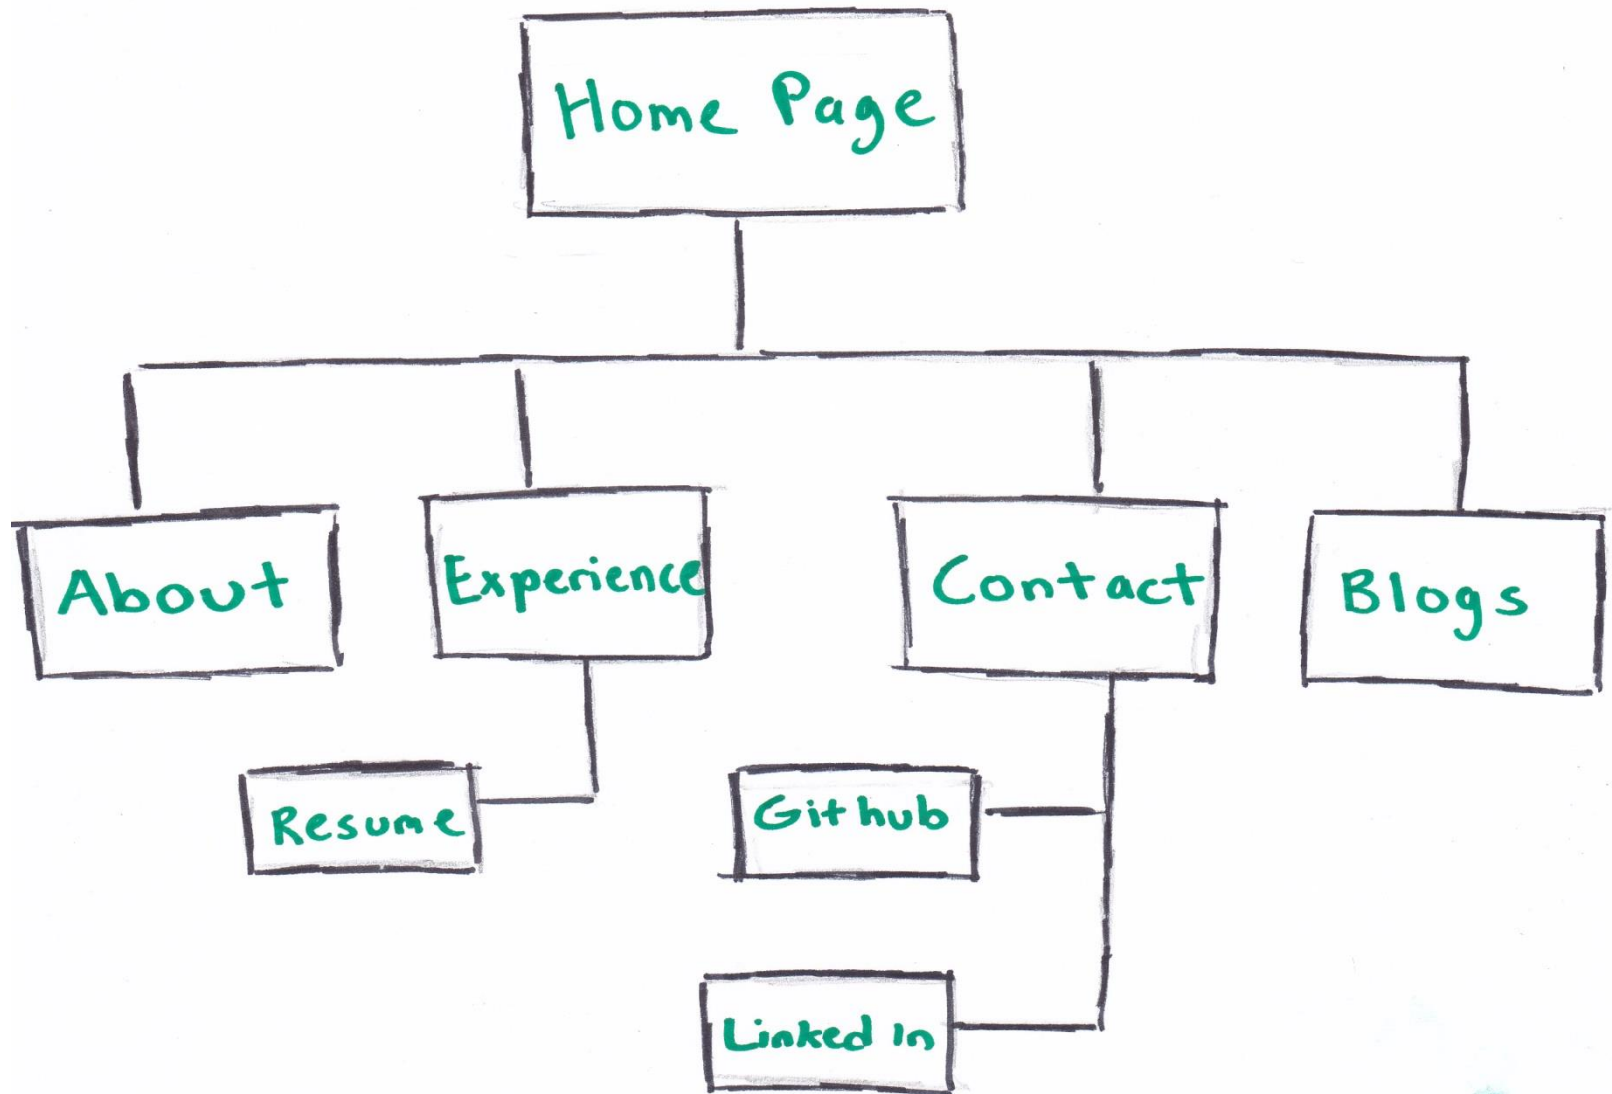 Home Page
About
Experience
Contact
Blogs
Resume
Github
Linked In